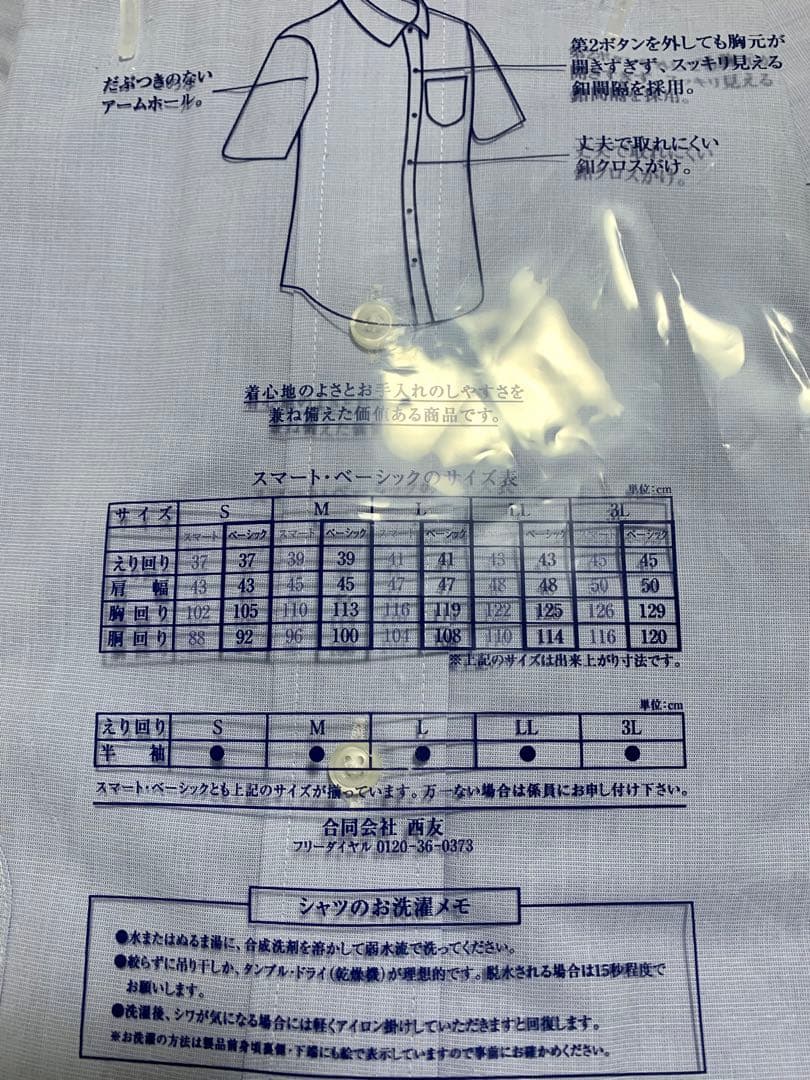 だぶつきのない
アームホール。
第2ボタンを外しても胸元が
開きすぎず、スッキリ見える
釦間隔を採用。
丈夫で取れにくい
釦クロスがけ。
着心地のよさとお手入れのしやすさを
兼ね備えた価値ある商品です。
スマート・ベーシックのサイズ表
単位:cm
サイズ S M L LL 3L
スマート ベーシック スマート ベーシック スマート ベーシック スマート ベーシック スマート ベーシック
えり回り 37 37 39 39 41 41 43 43 45 45
肩幅 43 43 45 45 47 47 48 48 50 50
胸回り 102 105 110 113 116 119 122 125 126 129
胴回り 88 92 96 100 104 108 110 114 116 120
※上記のサイズは出来上がり寸法です。
単位:cm
えり回り S M L LL 3L
半袖 ● ● ● ● ●
スマート・ベーシックとも上記のサイズが揃っています。万一ない場合は係員にお申し付け下さい。
合同会社 西友
フリーダイヤル 0120-36-0373
シャツのお洗濯メモ
●水またはぬるま湯に、合成洗剤を溶かして弱水流で洗ってください。
●絞らずに吊り干しか、タンブル・ドライ(乾燥機)が理想的です。脱水される場合は15秒程度で
お願いします。
●洗濯後、シワが気になる場合には軽くアイロン掛けしていただきますと回復します。
※お洗濯の方法は製品前身頃裏側・下端にも絵で表示していますので事前にお確かめください。